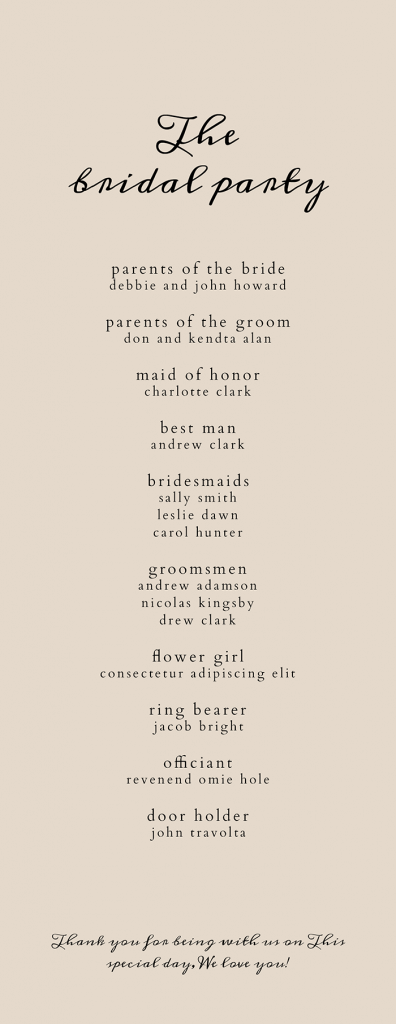 The
bridal party
parents of the bride
debbie and john howard
parents of the groom
don and kendta alan
maid of honor
charlotte clark
best man
andrew clark
bridesmaids
sally smith
leslie dawn
carol hunter
groomsmen
andrew adamson
nicolas kingsby
drew clark
flower girl
consectetur adipiscing elit
ring bearer
jacob bright
officiant
revenend omie hole
door holder
john travolta
Thank you for being with us on This
special day,We love you!